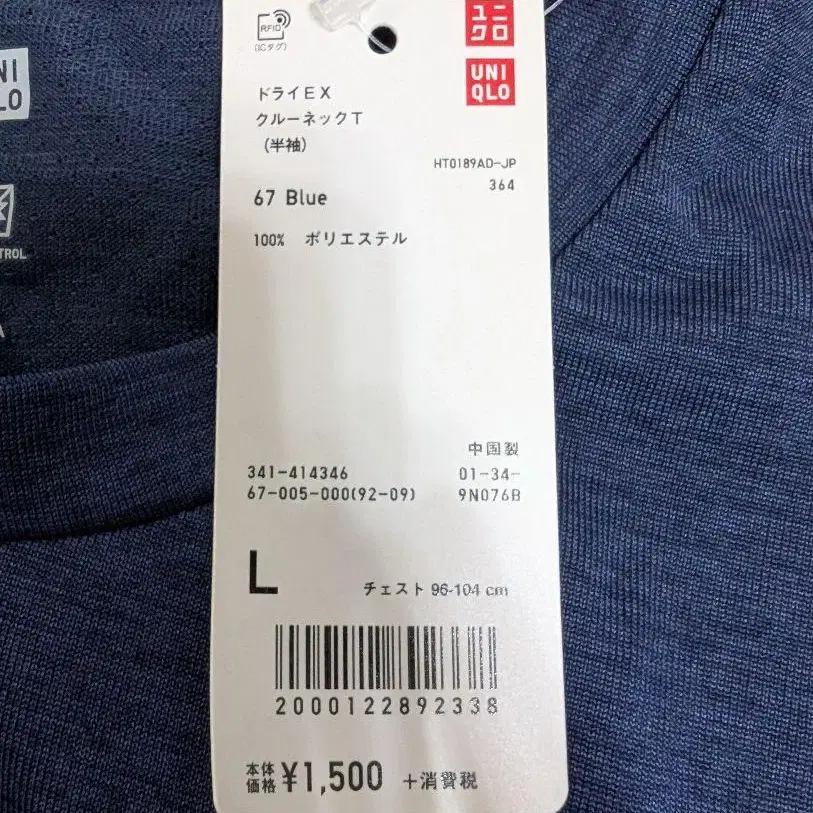 RFID
(ICタグ)
ユニ
クロ
UNI
QLO
ドライEX
クルーネックT
(半袖)
HT0189AD-JP
364
67 Blue
100% ポリエステル
中国製
341-414346 01-34-
67-005-000(92-09) 9N076B
L チェスト 96-104 cm
2000122892338
本体
価格 ¥1,500 +消費税
NI
LO
TROL